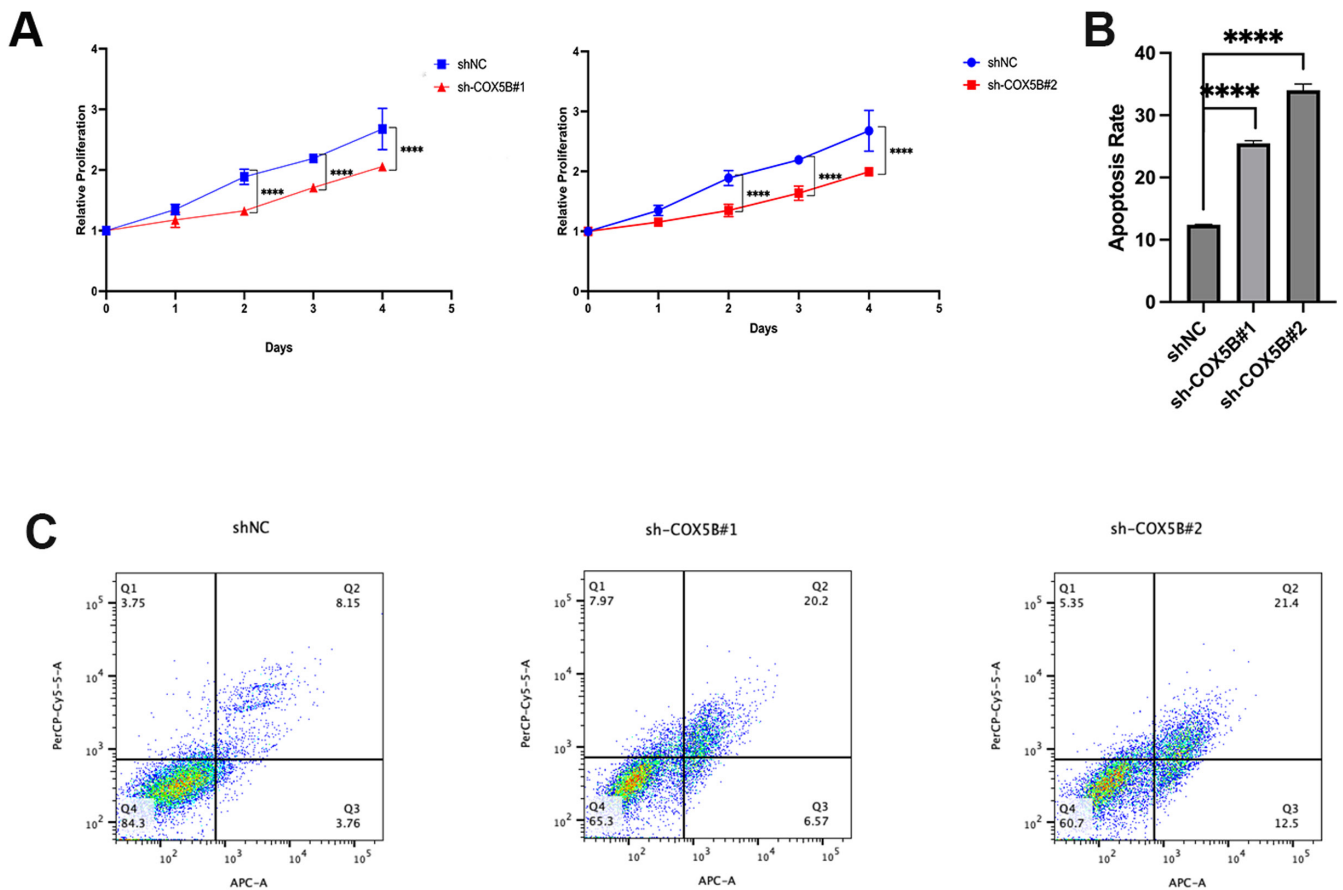 A
Relative Proliferation
4
3
2
1
0
0 1 2 3 4 5
Days
shNC
sh-COX5B#1
****
****
****
Relative Proliferation
4
3
2
1
0
0 1 2 3 4 5
Days
shNC
sh-COX5B#2
****
****
****
B
Apoptosis Rate
40
30
20
10
0
****
****
shNC
sh-COX5B#1
sh-COX5B#2
C
shNC
Q1
3.75
Q2
8.15
Q4
84.3
Q3
3.76
10^5
10^4
10^3
10^2
10^2 10^3 10^4 10^5
PerCP-Cy5-5-A
APC-A
sh-COX5B#1
Q1
7.97
Q2
20.2
Q4
65.3
Q3
6.57
10^5
10^4
10^3
10^2
10^2 10^3 10^4 10^5
PerCP-Cy5-5-A
APC-A
sh-COX5B#2
Q1
5.35
Q2
21.4
Q4
60.7
Q3
12.5
10^5
10^4
10^3
10^2
10^2 10^3 10^4 10^5
PerCP-Cy5-5-A
APC-A